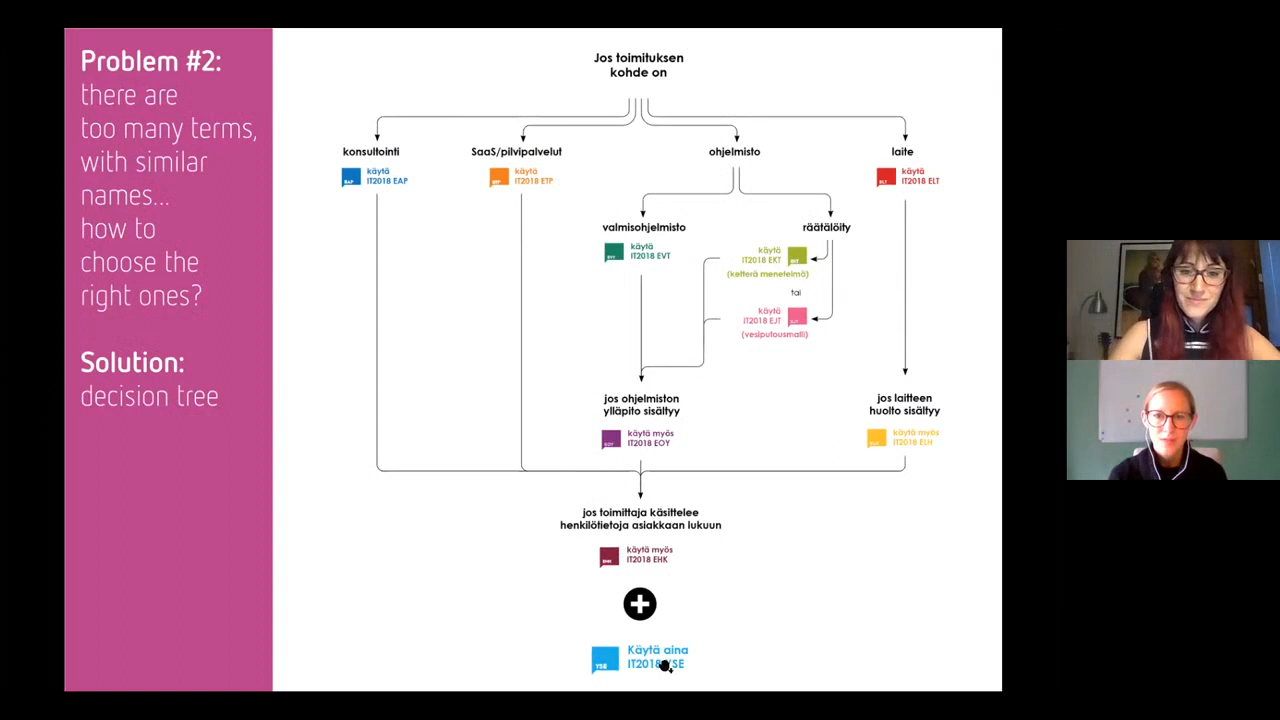 Problem #2:
there are
too many terms,
with similar
names...
how to
choose the
right ones?
Solution:
decision tree
Jos toimituksen
kohde on
konsultointi
käytä
IT2018 EAP
SaaS/pilvipalvelut
käytä
IT2018 ETP
ohjelmisto
laite
käytä
IT2018 ELT
valmisohjelmisto
käytä
IT2018 EVT
räätälöity
käytä
IT2018 EKT
(ketterä menetelmä)
tai
käytä
IT2018 EJT
(vesiputousmalli)
jos ohjelmiston
ylläpito sisältyy
käytä myös
IT2018 EOY
jos laitteen
huolto sisältyy
käytä myös
IT2018 ELH
jos toimittaja käsittelee
henkilötietoja asiakkaan lukuun
EHK
käytä myös
IT2018 EHK
YSE
Käytä aina
IT2018 YSE